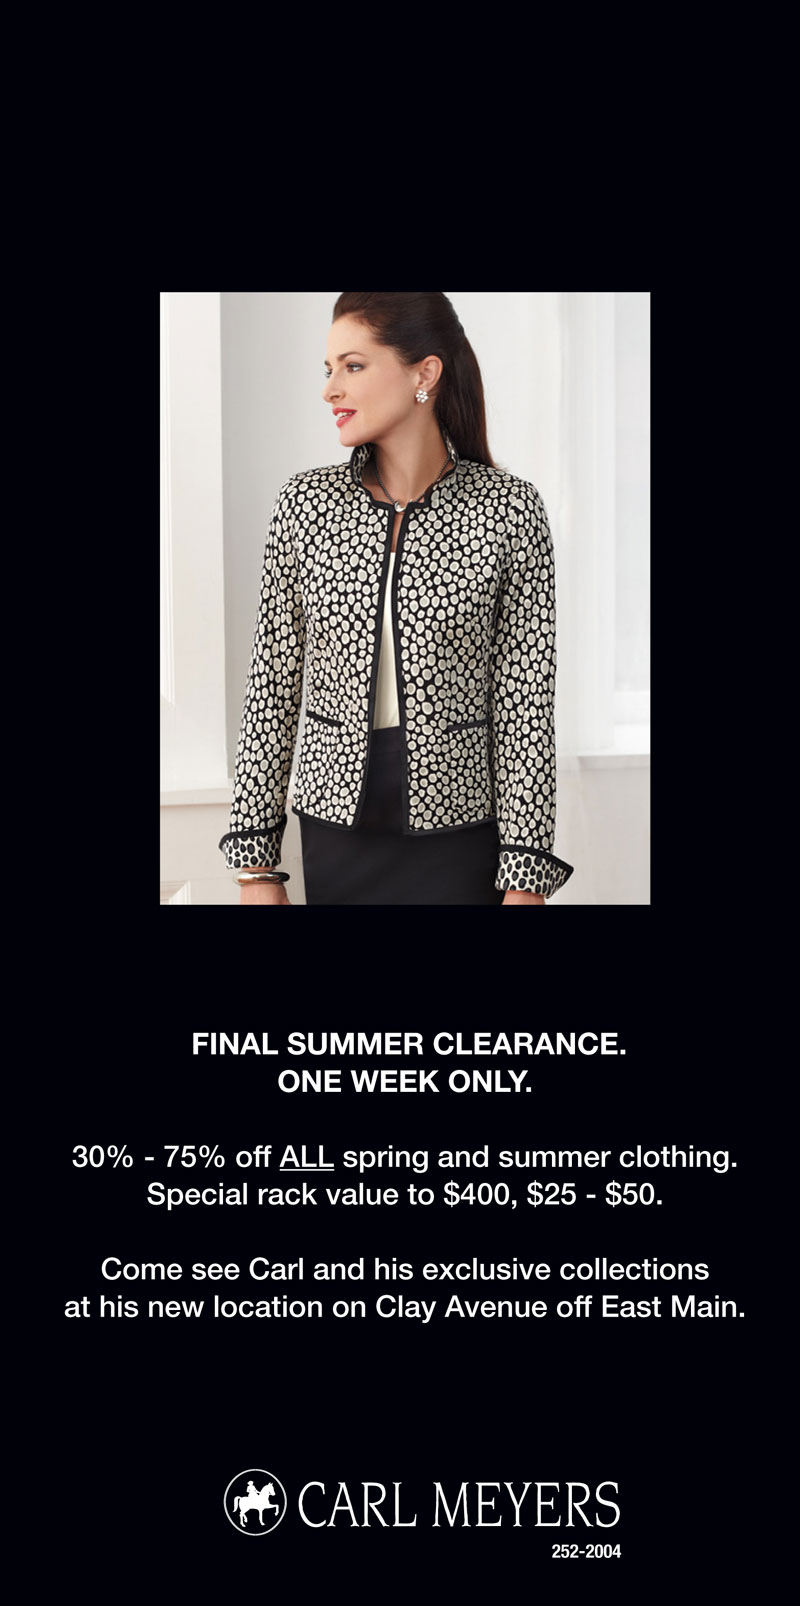 FINAL SUMMER CLEARANCE.
ONE WEEK ONLY.
30% - 75% off ALL spring and summer clothing.
Special rack value to $400, $25 - $50.
Come see Carl and his exclusive collections
at his new location on Clay Avenue off East Main.
CARL MEYERS
252-2004